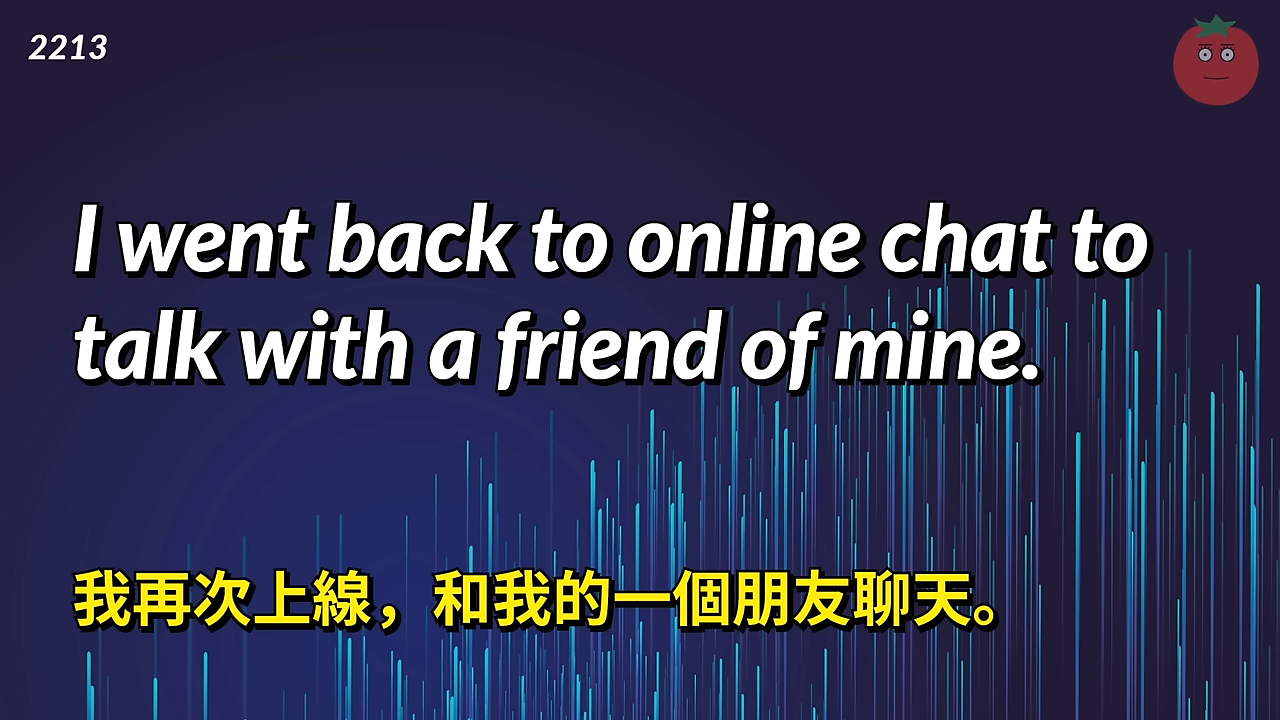 2213
I went back to online chat to
talk with a friend of mine.
我再次上線，和我的一個朋友聊天。